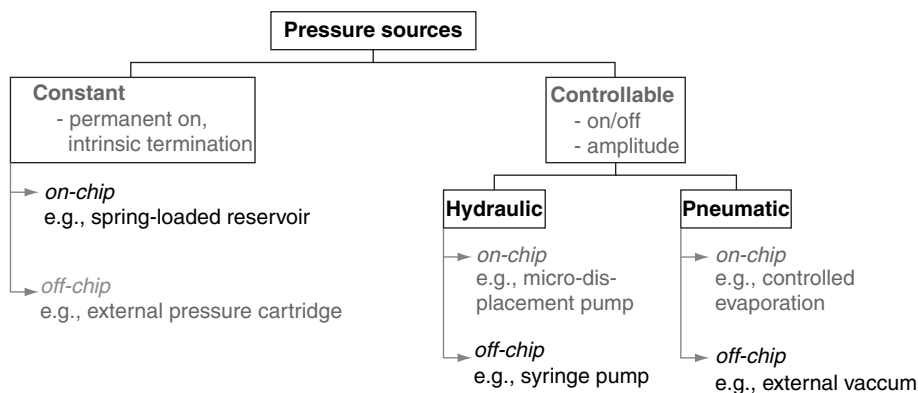 Pressure sources
Constant
- permanent on,
intrinsic termination
on-chip
e.g., spring-loaded reservoir
off-chip
e.g., external pressure cartridge
Controllable
- on/off
- amplitude
Hydraulic
on-chip
e.g., micro-dis-
placement pump
off-chip
e.g., syringe pump
Pneumatic
on-chip
e.g., controlled
evaporation
off-chip
e.g., external vaccum